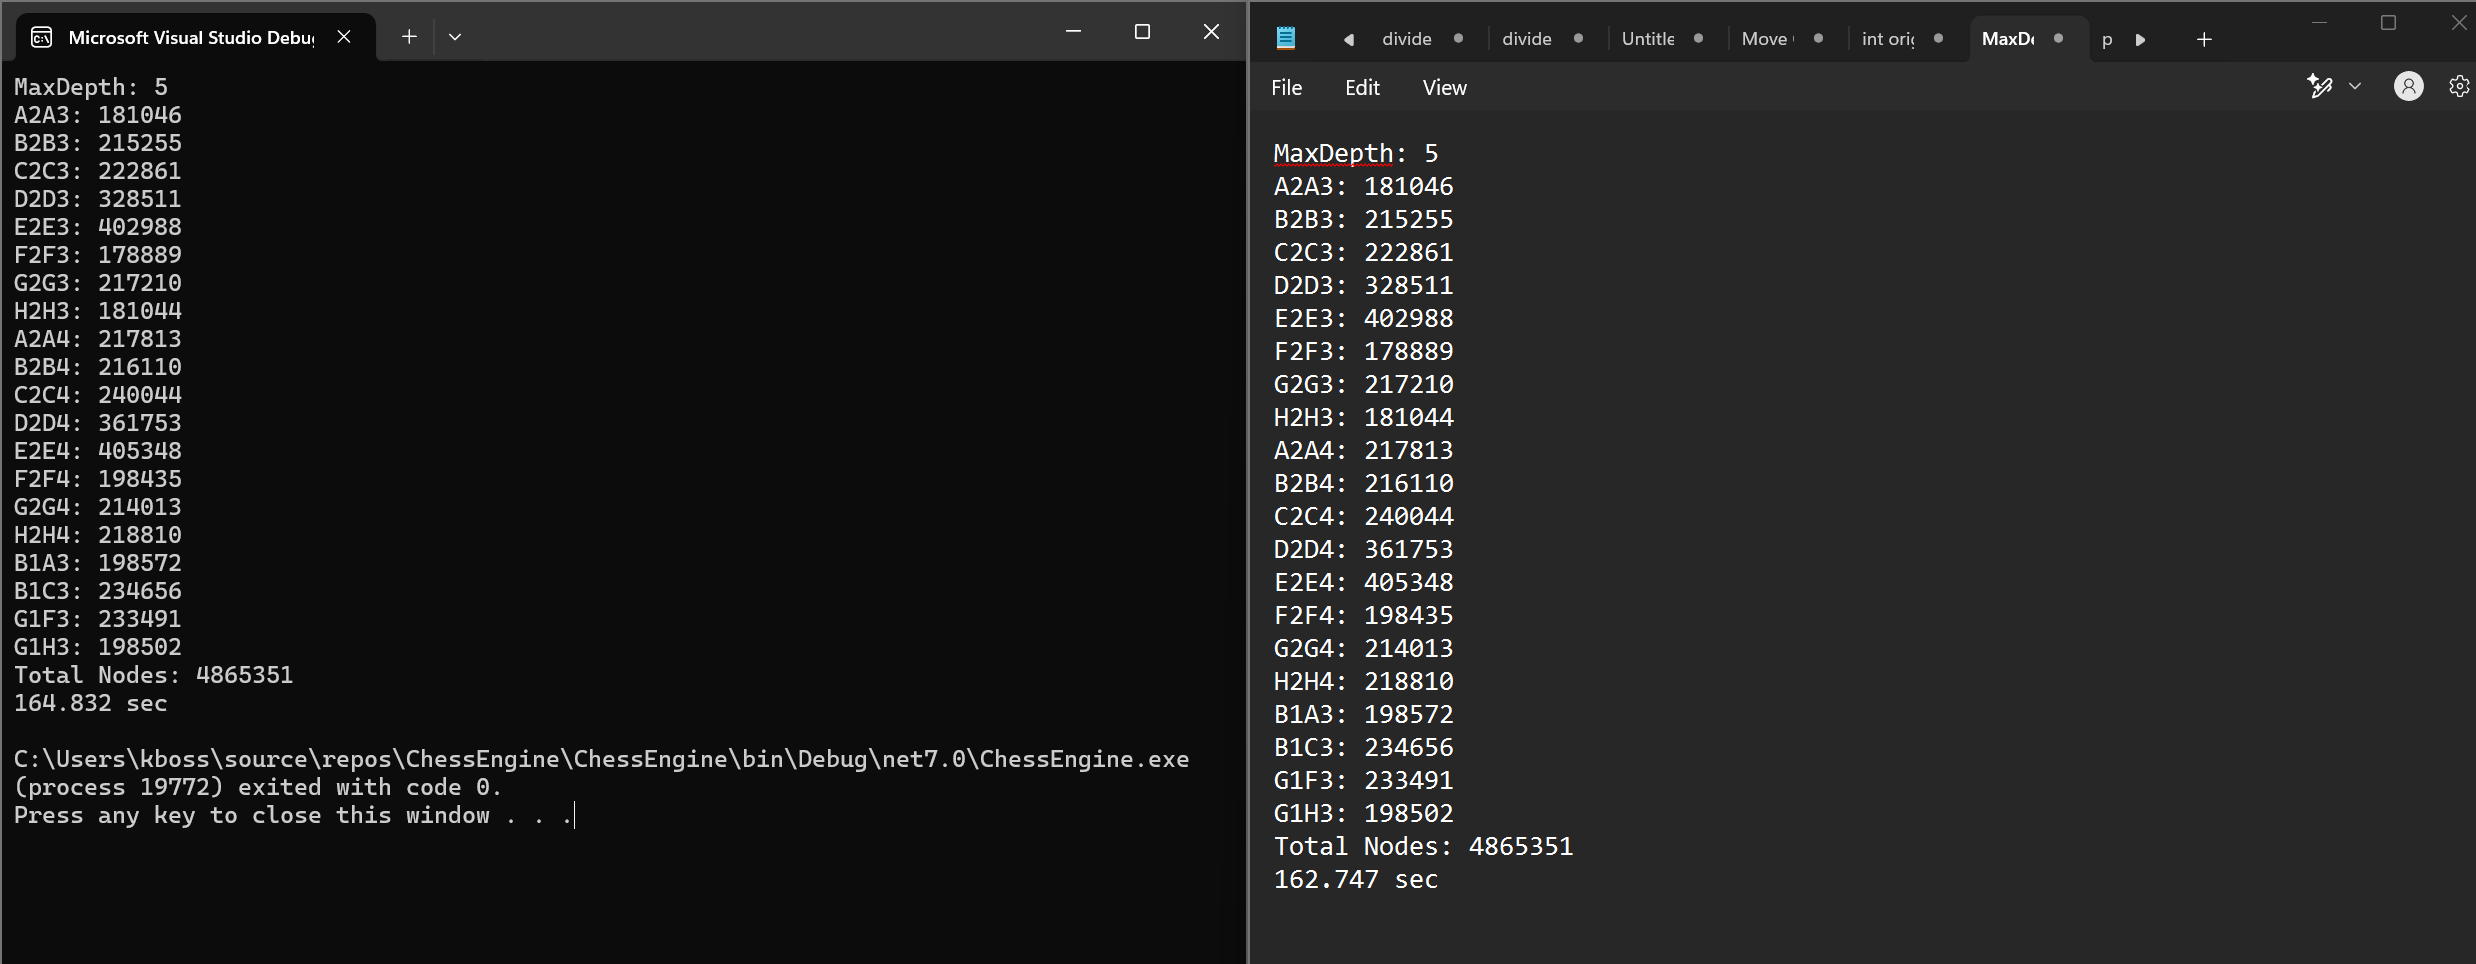 Microsoft Visual Studio Debu
MaxDepth: 5
A2A3: 181046
B2B3: 215255
C2C3: 222861
D2D3: 328511
E2E3: 402988
F2F3: 178889
G2G3: 217210
H2H3: 181044
A2A4: 217813
B2B4: 216110
C2C4: 240044
D2D4: 361753
E2E4: 405348
F2F4: 198435
G2G4: 214013
H2H4: 218810
B1A3: 198572
B1C3: 234656
G1F3: 233491
G1H3: 198502
Total Nodes: 4865351
164.832 sec
C:\Users\kboss\source\repos\ChessEngine\ChessEngine\bin\Debug\net7.0\ChessEngine.exe
(process 19772) exited with code 0.
Press any key to close this window . . .
divide divide Untitle Move int orig MaxDe p
File Edit View
MaxDepth: 5
A2A3: 181046
B2B3: 215255
C2C3: 222861
D2D3: 328511
E2E3: 402988
F2F3: 178889
G2G3: 217210
H2H3: 181044
A2A4: 217813
B2B4: 216110
C2C4: 240044
D2D4: 361753
E2E4: 405348
F2F4: 198435
G2G4: 214013
H2H4: 218810
B1A3: 198572
B1C3: 234656
G1F3: 233491
G1H3: 198502
Total Nodes: 4865351
162.747 sec